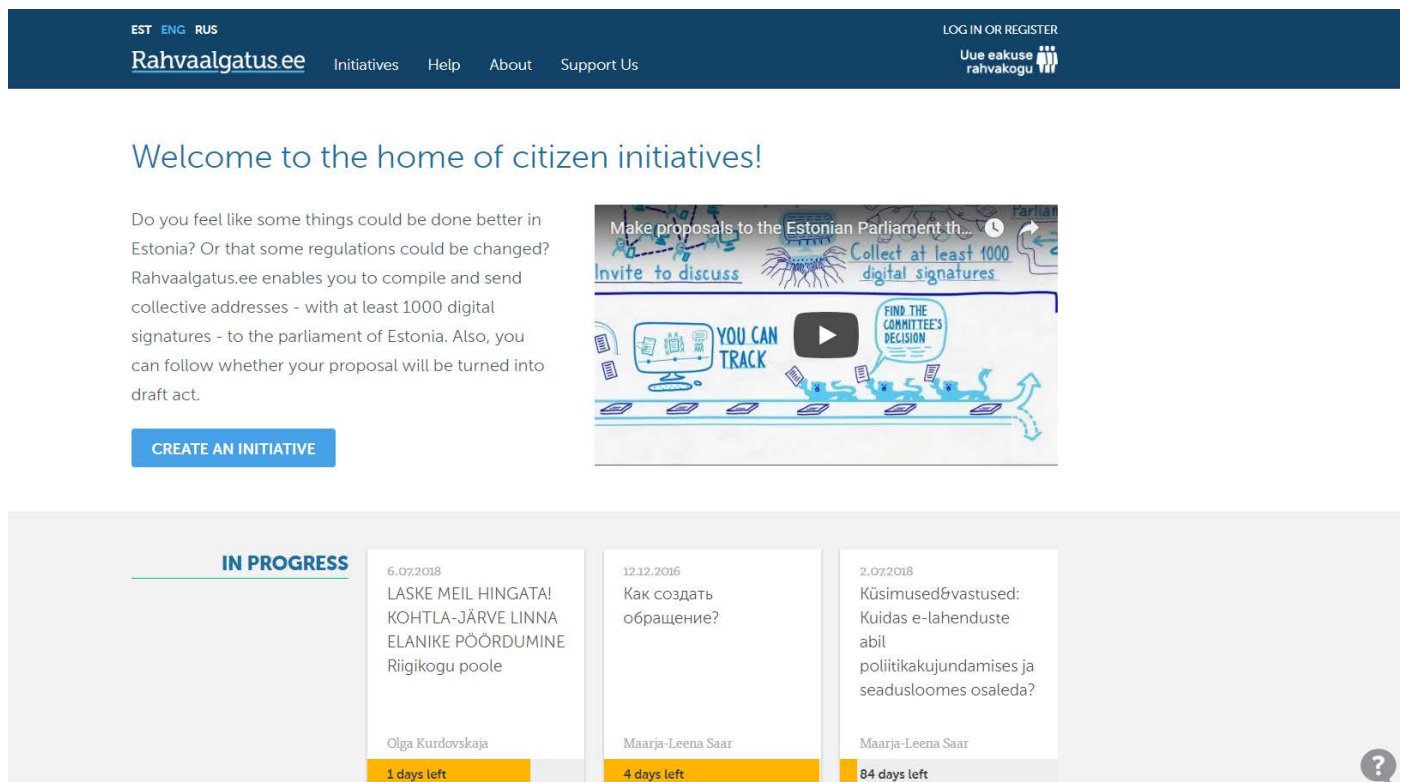 EST ENG RUS
LOG IN OR REGISTER
Rahvaalgatus.ee
Initiatives
Help
About
Support Us
Uue eakuse
rahvakogu
Welcome to the home of citizen initiatives!
Do you feel like some things could be done better in
Estonia? Or that some regulations could be changed?
Rahvaalgatus.ee enables you to compile and send
collective addresses - with at least 1000 digital
signatures - to the parliament of Estonia. Also, you
can follow whether your proposal will be turned into
draft act.
CREATE AN INITIATIVE
Make proposals to the Estonian Parliament th...
Invite to discuss
Collect at least 1000
digital signatures
YOU CAN
TRACK
FIND THE
COMMITTEE'S
DECISION
IN PROGRESS
6.07.2018
LASKE MEIL HINGATA!
KOHTLA-JÄRVE LINNA
ELANIKE PÖÖRDUMINE
Riigikogu poole
Olga Kurdovskaja
1 days left
12.12.2016
Как создать
обращение?
Maarja-Leena Saar
4 days left
2.07.2018
Küsimused&vastused:
Kuidas e-lahenduste
abil
poliitikakujundamises ja
seadusloomes osaleda?
Maarja-Leena Saar
84 days left
?